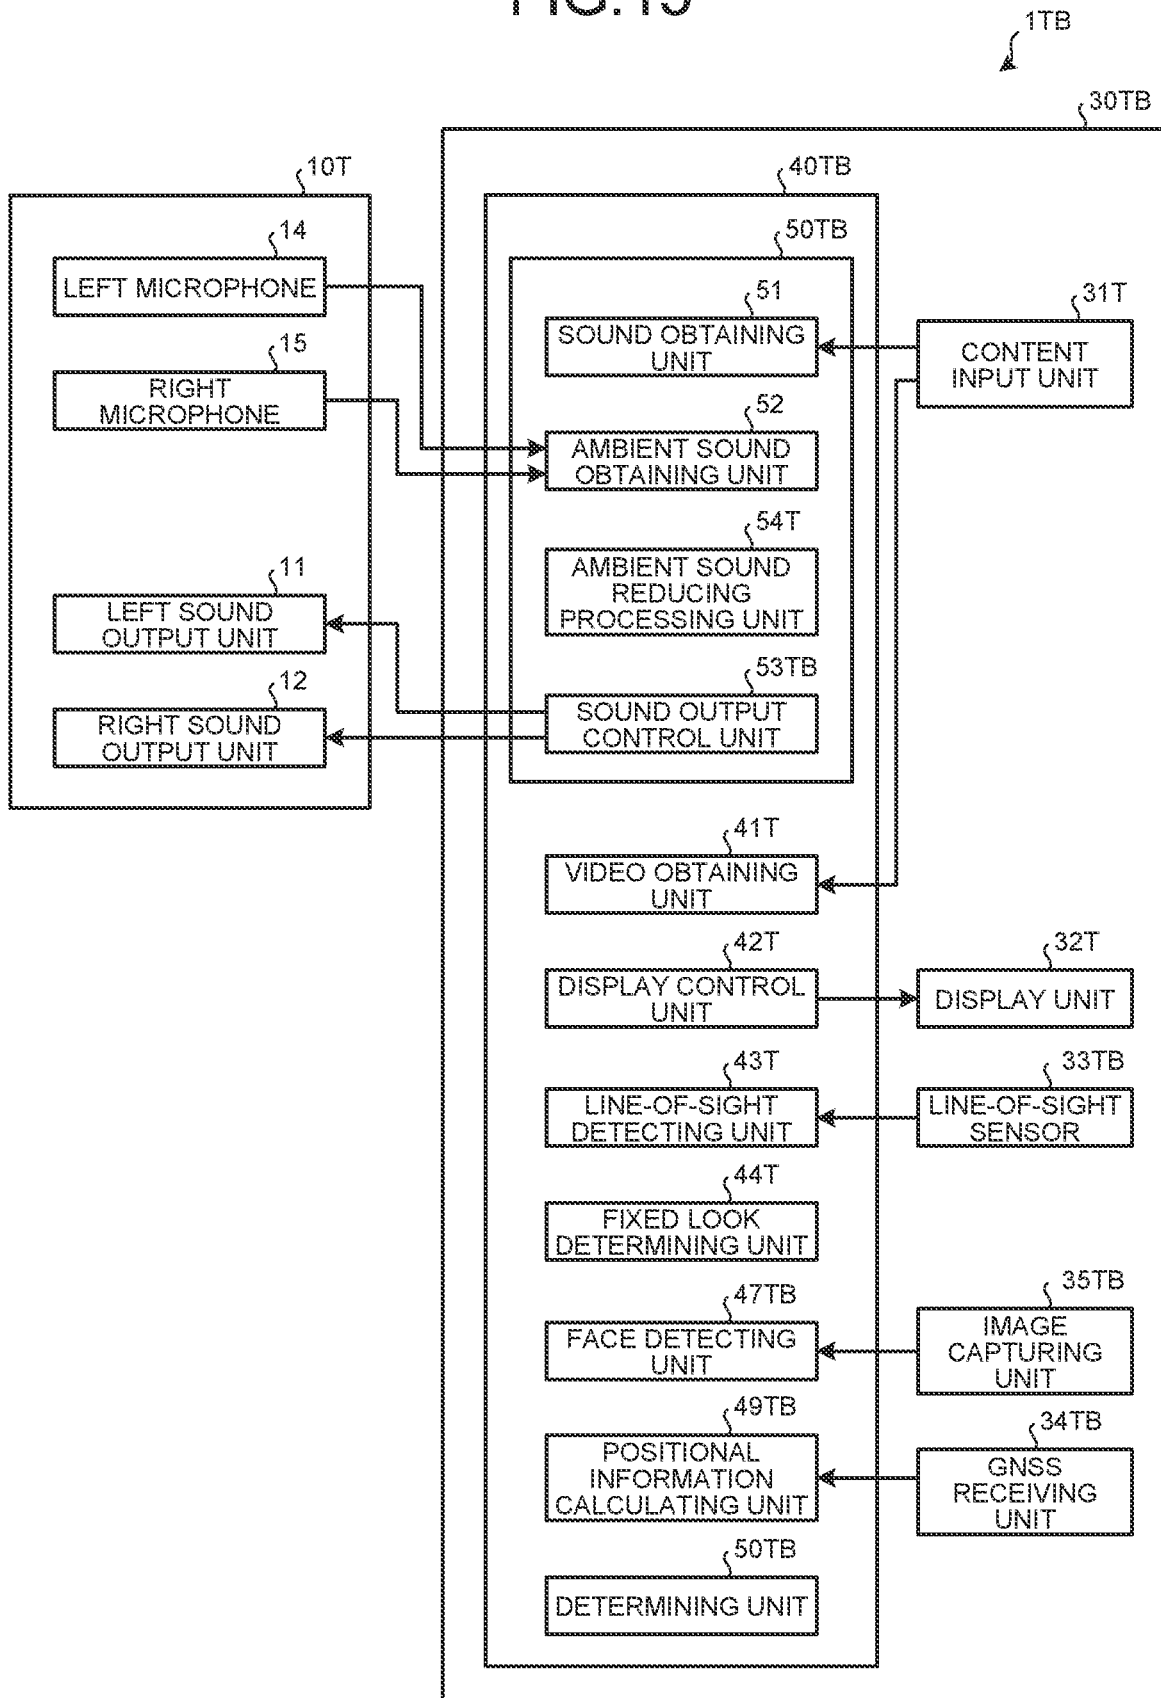 FIG.15
1TB
30TB
10T
40TB
14
LEFT MICROPHONE
15
RIGHT
MICROPHONE
11
LEFT SOUND
OUTPUT UNIT
12
RIGHT SOUND
OUTPUT UNIT
50TB
51
SOUND OBTAINING
UNIT
52
AMBIENT SOUND
OBTAINING UNIT
54T
AMBIENT SOUND
REDUCING
PROCESSING UNIT
53TB
SOUND OUTPUT
CONTROL UNIT
41T
VIDEO OBTAINING
UNIT
42T
DISPLAY CONTROL
UNIT
43T
LINE-OF-SIGHT
DETECTING UNIT
44T
FIXED LOOK
DETERMINING UNIT
47TB
FACE DETECTING
UNIT
49TB
POSITIONAL
INFORMATION
CALCULATING UNIT
50TB
DETERMINING UNIT
31T
CONTENT
INPUT UNIT
32T
DISPLAY UNIT
33TB
LINE-OF-SIGHT
SENSOR
35TB
IMAGE
CAPTURING
UNIT
34TB
GNSS
RECEIVING
UNIT